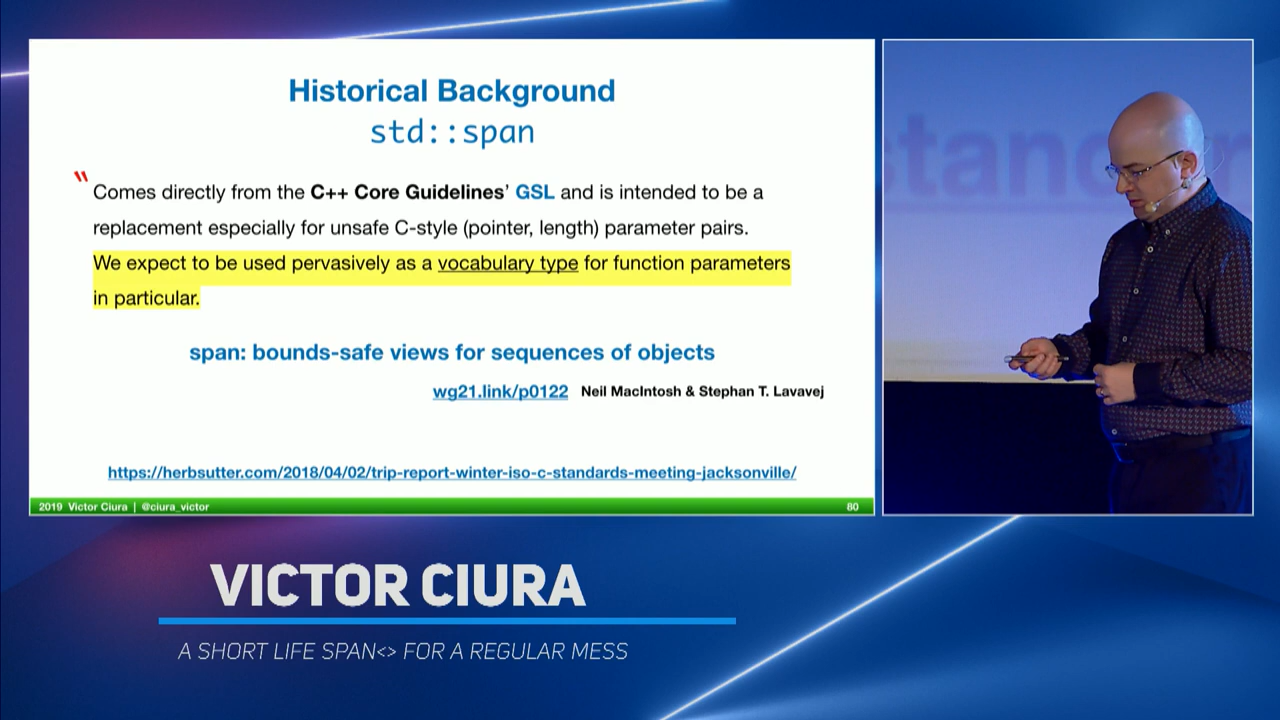 Historical Background
std::span
"
Comes directly from the C++ Core Guidelines' GSL and is intended to be a
replacement especially for unsafe C-style (pointer, length) parameter pairs.
We expect to be used pervasively as a vocabulary type for function parameters
in particular.
span: bounds-safe views for sequences of objects
wg21.link/p0122 Neil MacIntosh & Stephan T. Lavavej
https://herbsutter.com/2018/04/02/trip-report-winter-iso-c-standards-meeting-jacksonville/
2019 Victor Ciura | @ciura_victor 80
VICTOR CIURA
A SHORT LIFE SPAN<> FOR A REGULAR MESS